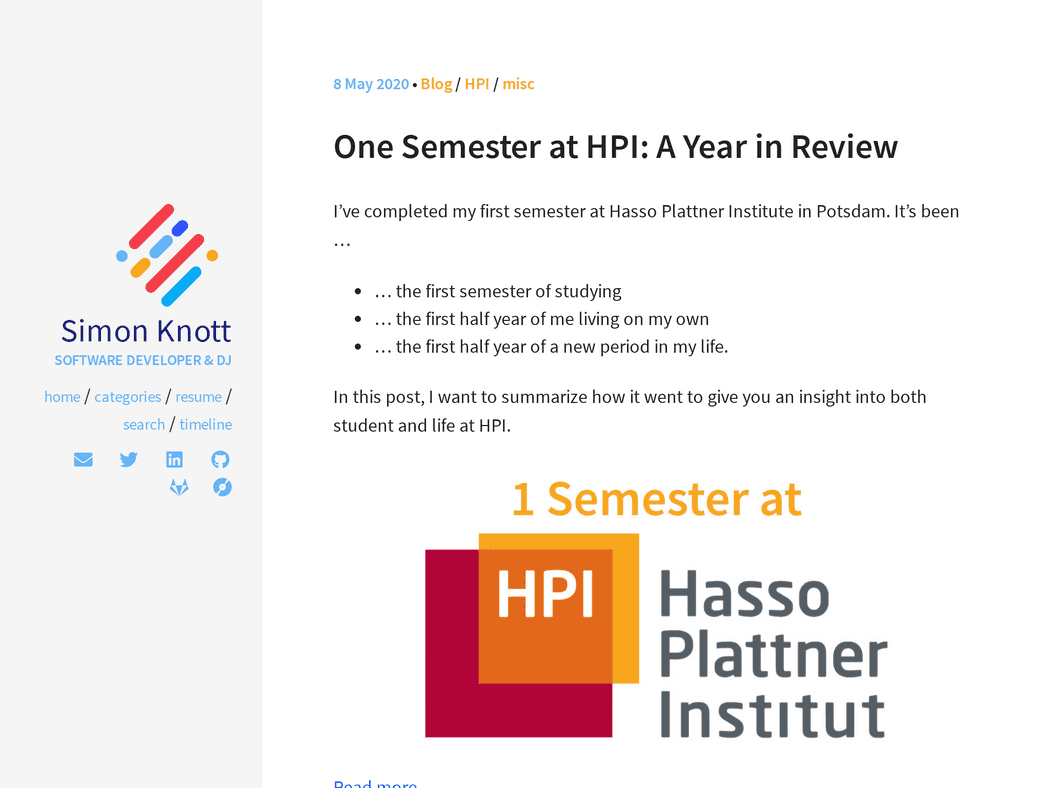 Simon Knott
SOFTWARE DEVELOPER & DJ
home / categories / resume /
search / timeline
8 May 2020 • Blog / HPI / misc
One Semester at HPI: A Year in Review
I’ve completed my first semester at Hasso Plattner Institute in Potsdam. It’s been
…
• … the first semester of studying
• … the first half year of me living on my own
• … the first half year of a new period in my life.
In this post, I want to summarize how it went to give you an insight into both
student and life at HPI.
1 Semester at
HPI
Hasso
Plattner
Institut
Read more